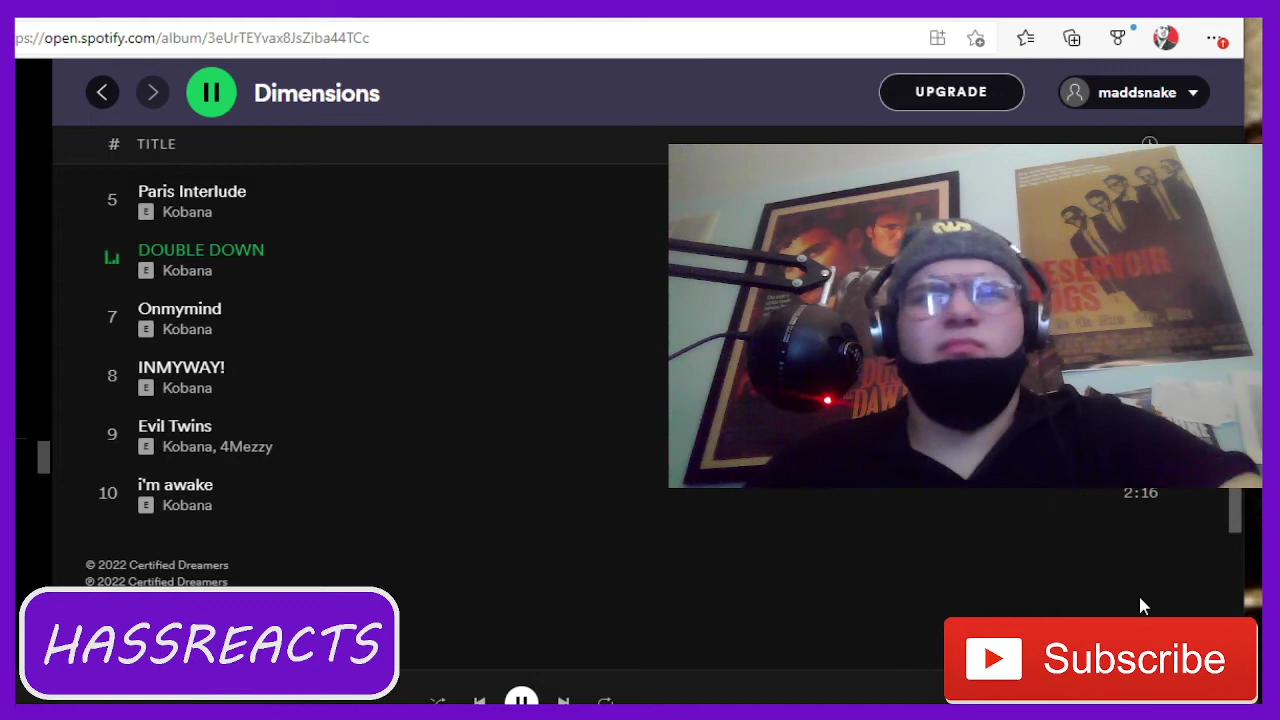 ps://open.spotify.com/album/3eUrTEYvax8JsZiba44TCc
Dimensions
UPGRADE
maddsnake
# TITLE
5 Paris Interlude
E Kobana
DOUBLE DOWN
E Kobana
7 Onmymind
E Kobana
8 INMYWAY!
E Kobana
9 Evil Twins
E Kobana, 4Mezzy
10 i'm awake
E Kobana
2:16
© 2022 Certified Dreamers
℗ 2022 Certified Dreamers
RESERVOIR
DOGS
HASSREACTS
Subscribe